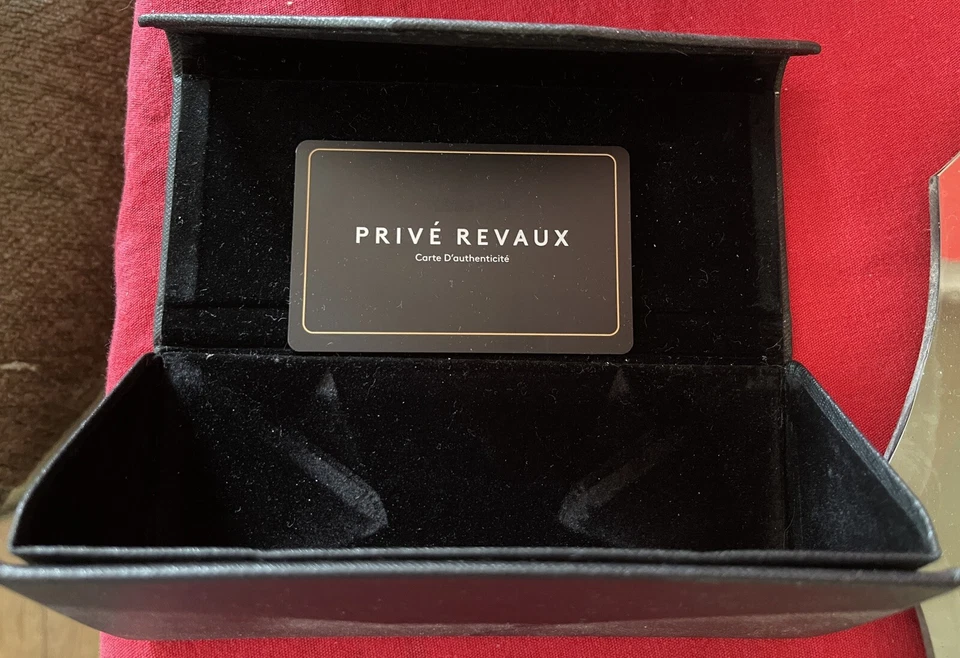 PRIVÉ REVAUX
Carte D'authenticité